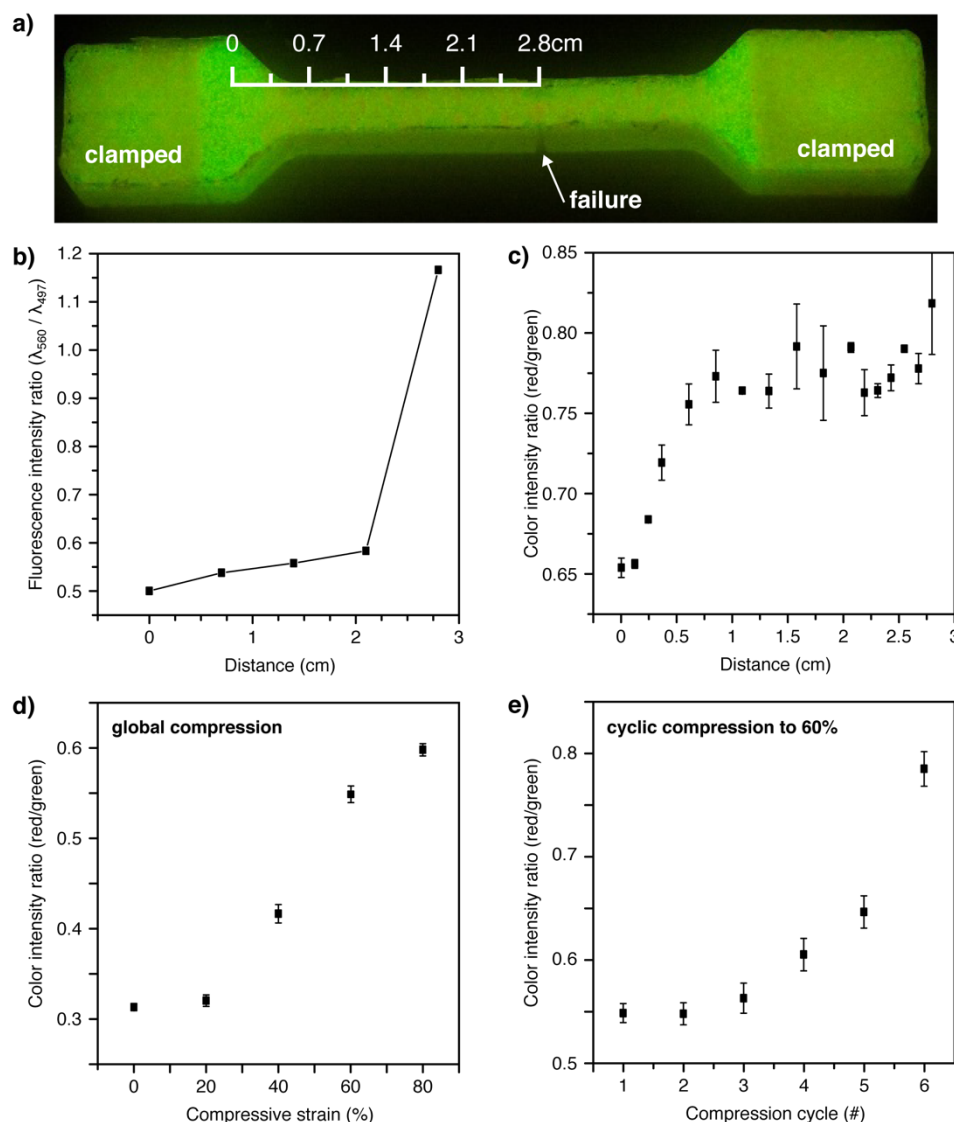 a)
0 0.7 1.4 2.1 2.8cm
clamped
clamped
failure
b)
1.2
1.1
1.0
0.9
0.8
0.7
0.6
0.5
0 1 2 3
Fluorescence intensity ratio (λ560 / λ497)
Distance (cm)
c)
0.85
0.80
0.75
0.70
0.65
0 0.5 1 1.5 2 2.5 3
Color intensity ratio (red/green)
Distance (cm)
d)
global compression
0.6
0.5
0.4
0.3
0 20 40 60 80
Color intensity ratio (red/green)
Compressive strain (%)
e)
cyclic compression to 60%
0.8
0.7
0.6
0.5
1 2 3 4 5 6
Color intensity ratio (red/green)
Compression cycle (#)